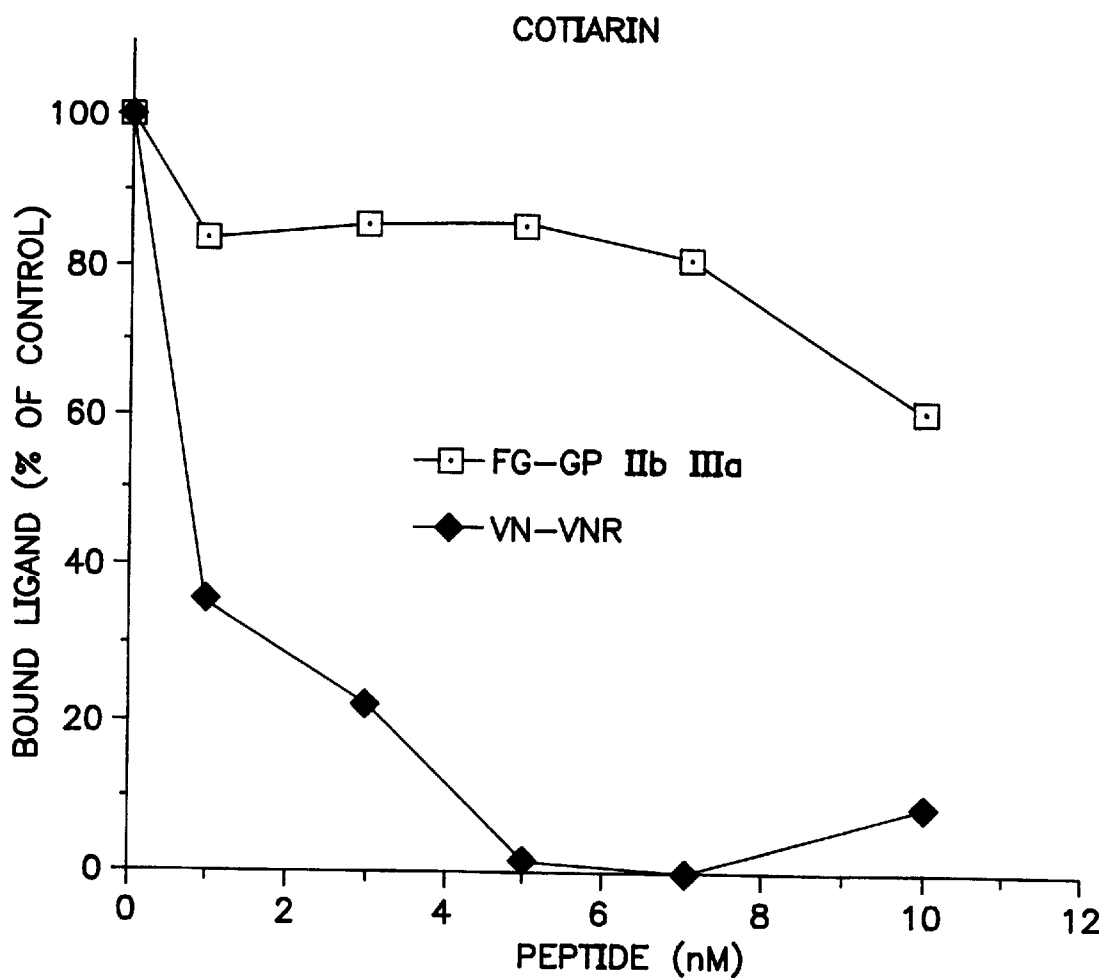 COTIARIN
BOUND LIGAND (% OF CONTROL)
100
80
60
40
20
0
FG-GP IIb IIIa
VN-VNR
0 2 4 6 8 10 12
PEPTIDE (nM)